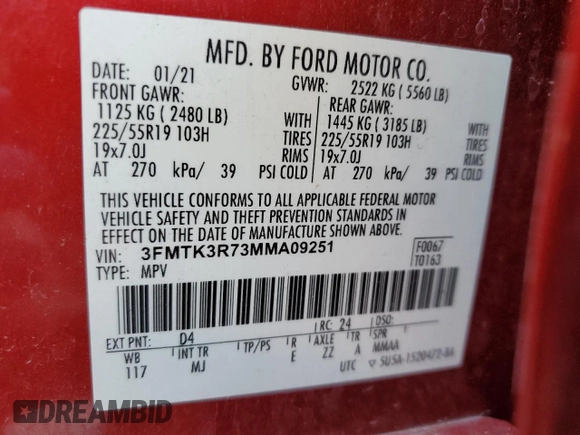 MFD. BY FORD MOTOR CO.
DATE: 01/21 GVWR: 2522 KG ( 5560 LB)
FRONT GAWR: REAR GAWR:
1125 KG ( 2480 LB) WITH 1445 KG ( 3185 LB) WITH
225/55R19 103H TIRES 225/55R19 103H TIRES
19x7.0J RIMS 19x7.0J RIMS
AT 270 kPa/ 39 PSI COLD AT 270 kPa/ 39 PSI COLD
THIS VEHICLE CONFORMS TO ALL APPLICABLE FEDERAL MOTOR
VEHICLE SAFETY AND THEFT PREVENTION STANDARDS IN
EFFECT ON THE DATE OF MANUFACTURE SHOWN ABOVE.
VIN: 3FMTK3R73MMA09251 F0067
TYPE: MPV T0163
EXT PNT: D4 RC: 24 DSO:
WB INT TR TP/PS R AXLE TR SPR
117 MJ E ZZ A MMAA
UTC ▽ 5U5A-1520472-BA
DREAMBID